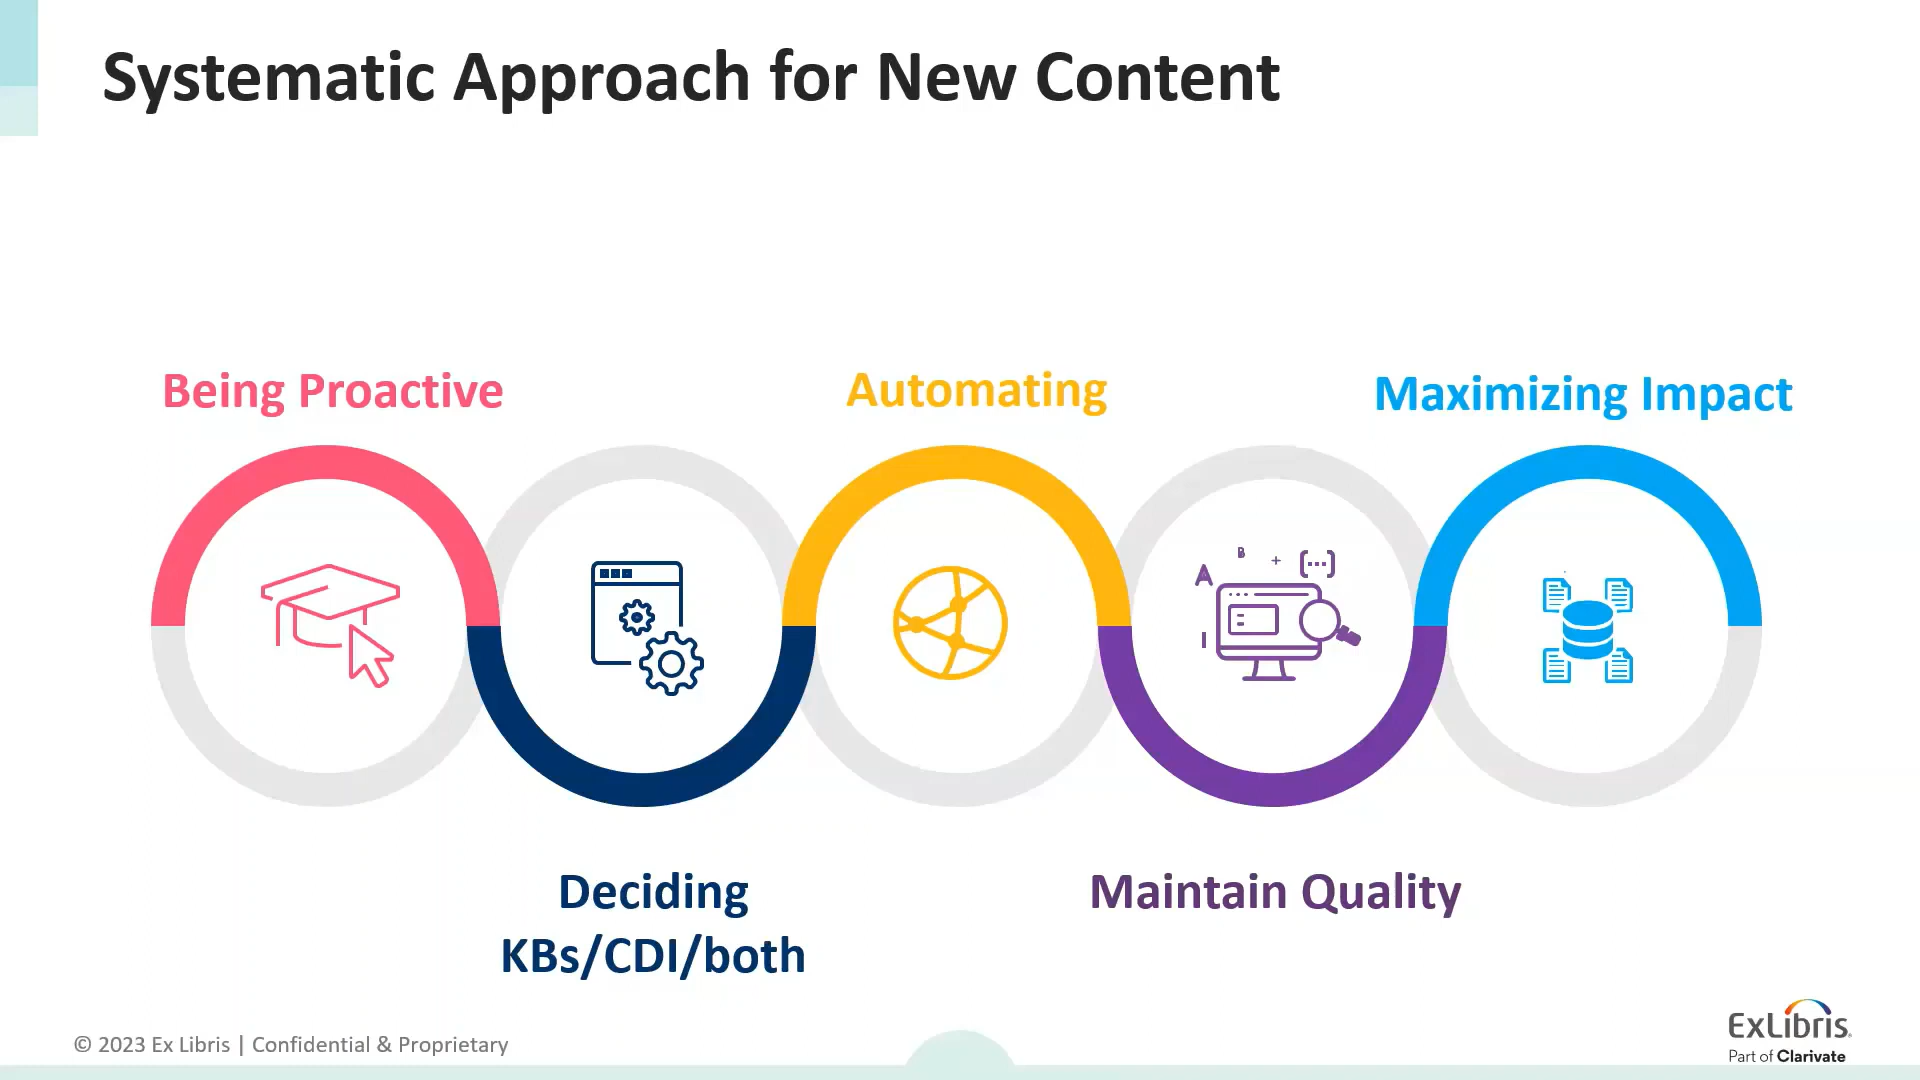 Systematic Approach for New Content
Being Proactive
Automating
Maximizing Impact
A
B
+
[...]
I
Deciding
KBs/CDI/both
Maintain Quality
© 2023 Ex Libris | Confidential & Proprietary
ExLibris
Part of Clarivate